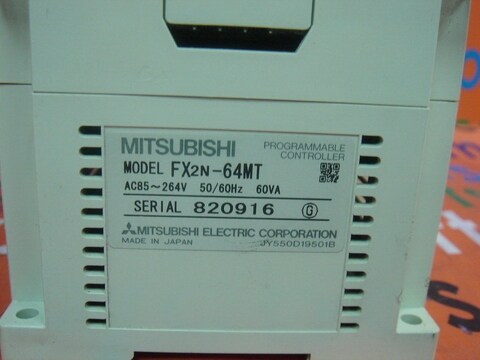 MITSUBISHI PROGRAMMABLE
CONTROLLER
MODEL FX2N-64MT
AC85~264V 50/60Hz 60VA
SERIAL 820916 G
MITSUBISHI ELECTRIC CORPORATION
MADE IN JAPAN JY550D19501B